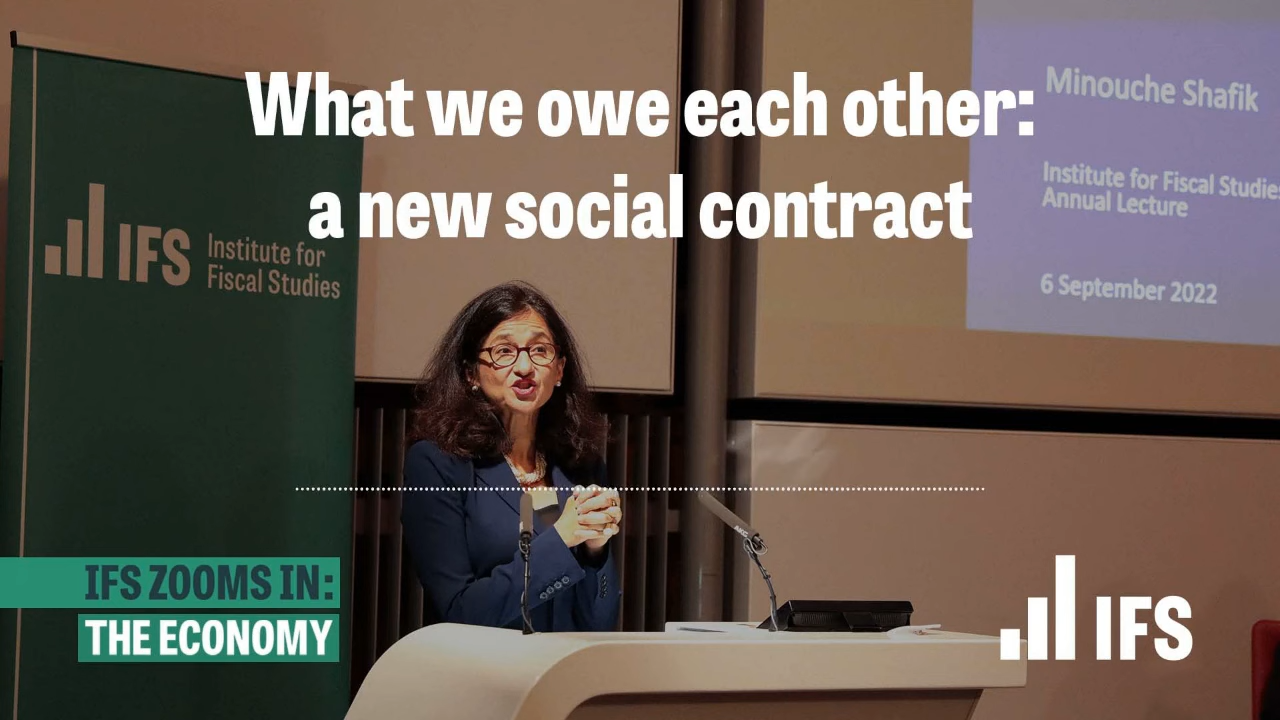 What we owe each other:
a new social contract
Minouche Shafik
Institute for Fiscal Studies
Annual Lecture
6 September 2022
IFS
Institute for
Fiscal Studies
IFS ZOOMS IN:
THE ECONOMY
IFS